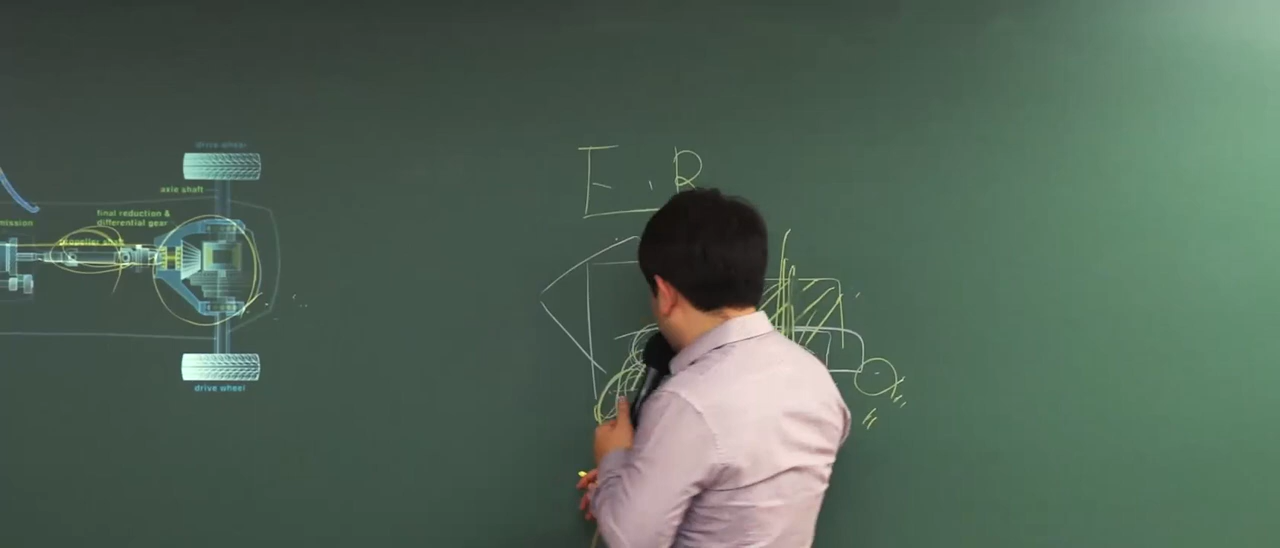 drive wheel
axle shaft
final reduction &
differential gear
mission
propeller shaft
drive wheel
F . R